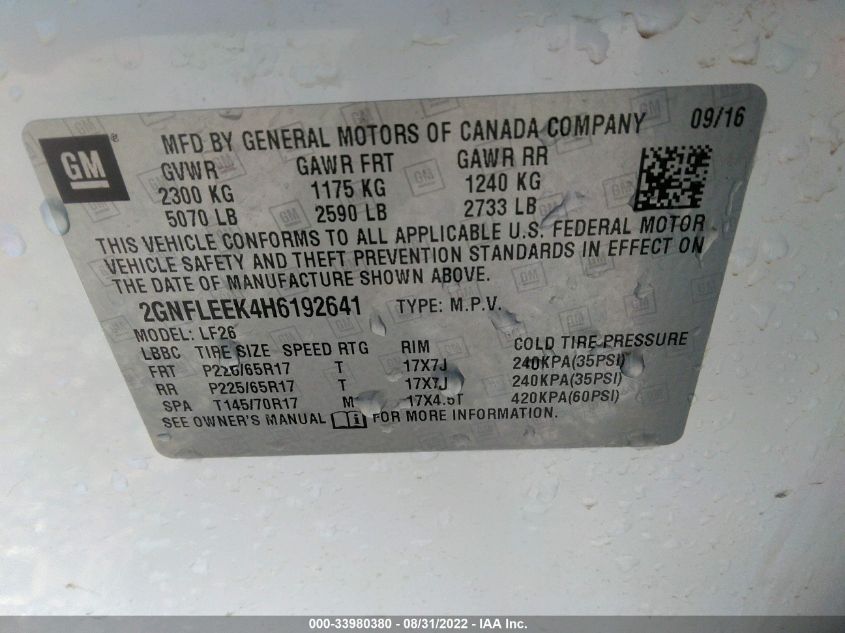 GM ®
MFD BY GENERAL MOTORS OF CANADA COMPANY 09/16
GVWR GAWR FRT GAWR RR
2300 KG 1175 KG 1240 KG
5070 LB 2590 LB 2733 LB
THIS VEHICLE CONFORMS TO ALL APPLICABLE U.S. FEDERAL MOTOR
VEHICLE SAFETY AND THEFT PREVENTION STANDARDS IN EFFECT ON
THE DATE OF MANUFACTURE SHOWN ABOVE.
2GNFLEEK4H6192641 TYPE: M.P.V.
MODEL: LF26
LBBC TIRE SIZE SPEED RTG RIM COLD TIRE PRESSURE
FRT P225/65R17 T 17X7J 240KPA(35PSI)
RR P225/65R17 T 17X7J 240KPA(35PSI)
SPA T145/70R17 M 17X4.5T 420KPA(60PSI)
SEE OWNER'S MANUAL FOR MORE INFORMATION.
000-33980380 - 08/31/2022 - IAA Inc.